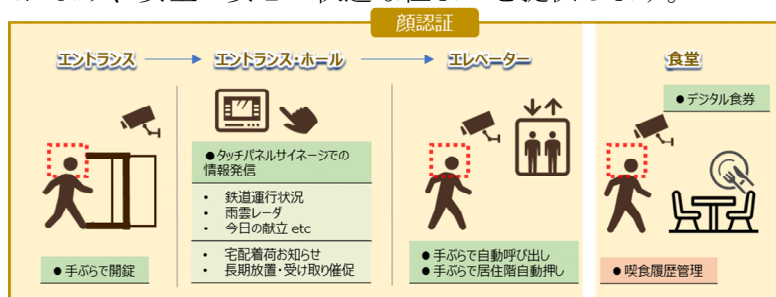 顔認証
エントランス
エントランス・ホール
エレベーター
食堂
●手ぶらで開錠
●タッチパネルサイネージでの
情報発信
・ 鉄道運行状況
・ 雨雲レーダ
・ 今日の献立 etc
・ 宅配着荷お知らせ
・ 長期放置・受け取り催促
●手ぶらで自動呼び出し
●手ぶらで居住階自動押し
●デジタル食券
●喫食履歴管理